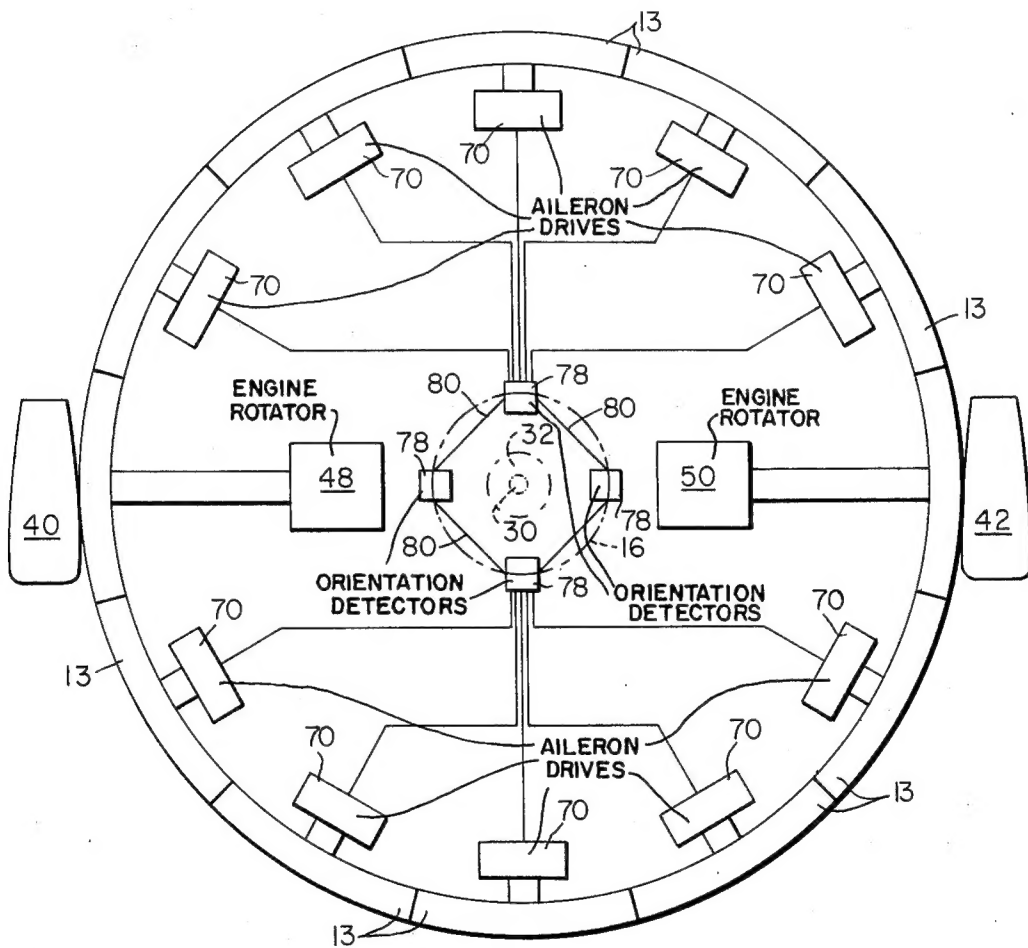 13
70
70
70
AILERON
DRIVES
70
70
13
ENGINE
ROTATOR
48
80
78
80
ENGINE
ROTATOR
50
78
32
30
78
16
40
42
80
78
ORIENTATION
DETECTORS
ORIENTATION
DETECTORS
70
70
13
70
AILERON
DRIVES
70
70
13
13